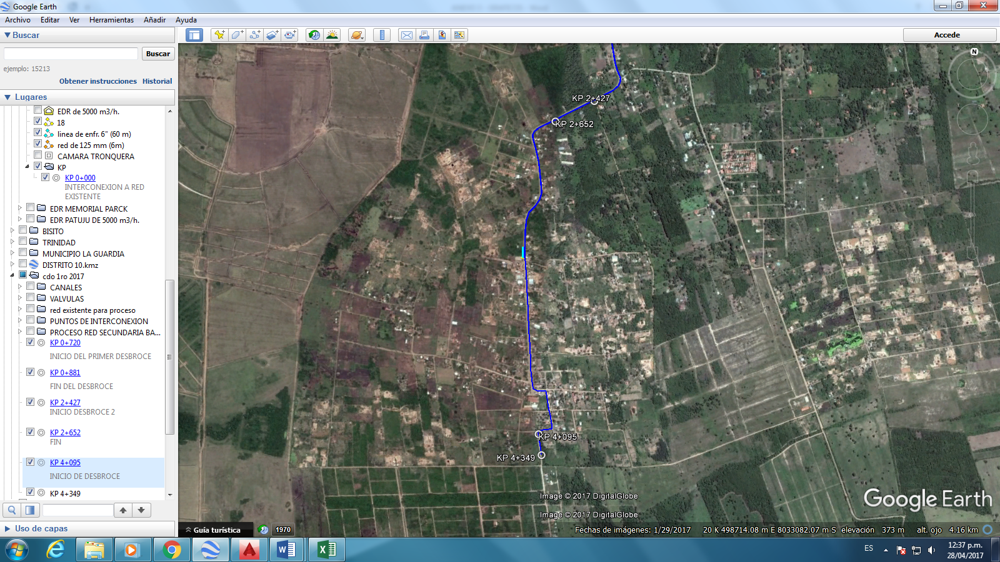 Google Earth
Archivo Editar Ver Herramientas Añadir Ayuda
Buscar
Buscar
ejemplo: 15213
Obtener instrucciones Historial
Lugares
EDR de 5000 m3/h.
18
linea de enfr. 6" (60 m)
red de 125 mm (6m)
CAMARA TRONQUERA
KP
KP 0+000
INTERCONEXION A RED
EXISTENTE
EDR MEMORIAL PARCK
EDR PATUJU DE 5000 m3/h.
BISITO
TRINIDAD
MUNICIPIO LA GUARDIA
DISTRITO 10.kmz
cdo 1ro 2017
CANALES
VALVULAS
red existente para proceso
PUNTOS DE INTERCONEXION
PROCESO RED SECUNDARIA BA...
KP 0+720
INICIO DEL PRIMER DESBROCE
KP 0+881
FIN DEL DESBROCE
KP 2+427
INICIO DESBROCE 2
KP 2+652
FIN
KP 4+095
INICIO DE DESBROCE
KP 4+349
Uso de capas
Accede
N
KP 2+427
KP 2+652
KP 4+095
KP 4+349
Image © 2017 DigitalGlobe
Image © 2017 DigitalGlobe
Google Earth
Guía turística
1970
Fechas de imágenes: 1/29/2017 20 K 498714.08 m E 8033082.07 m S elevación 373 m alt. ojo 4.16 km
ES
12:37 p.m.
28/04/2017